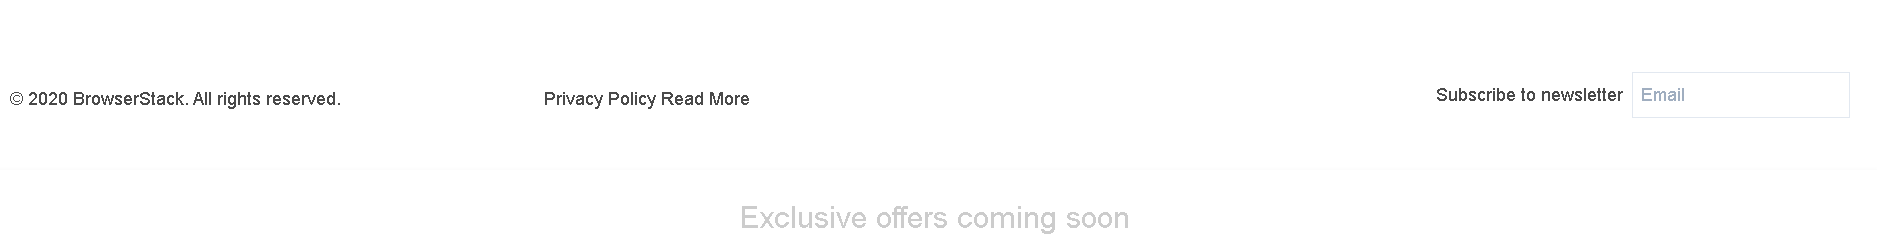 © 2020 BrowserStack. All rights reserved.
Privacy Policy Read More
Subscribe to newsletter
Email
Exclusive offers coming soon